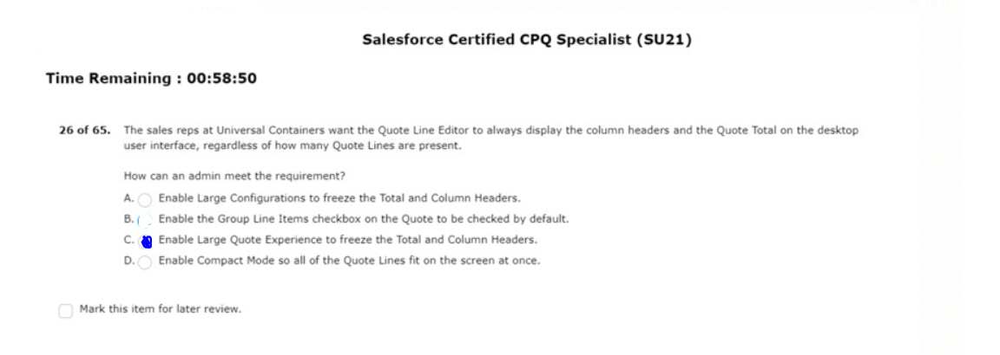 Salesforce Certified CPQ Specialist (SU21)
Time Remaining : 00:58:50
26 of 65. The sales reps at Universal Containers want the Quote Line Editor to always display the column headers and the Quote Total on the desktop
user interface, regardless of how many Quote Lines are present.
How can an admin meet the requirement?
A. Enable Large Configurations to freeze the Total and Column Headers.
B. Enable the Group Line Items checkbox on the Quote to be checked by default.
C. Enable Large Quote Experience to freeze the Total and Column Headers.
D. Enable Compact Mode so all of the Quote Lines fit on the screen at once.
Mark this item for later review.